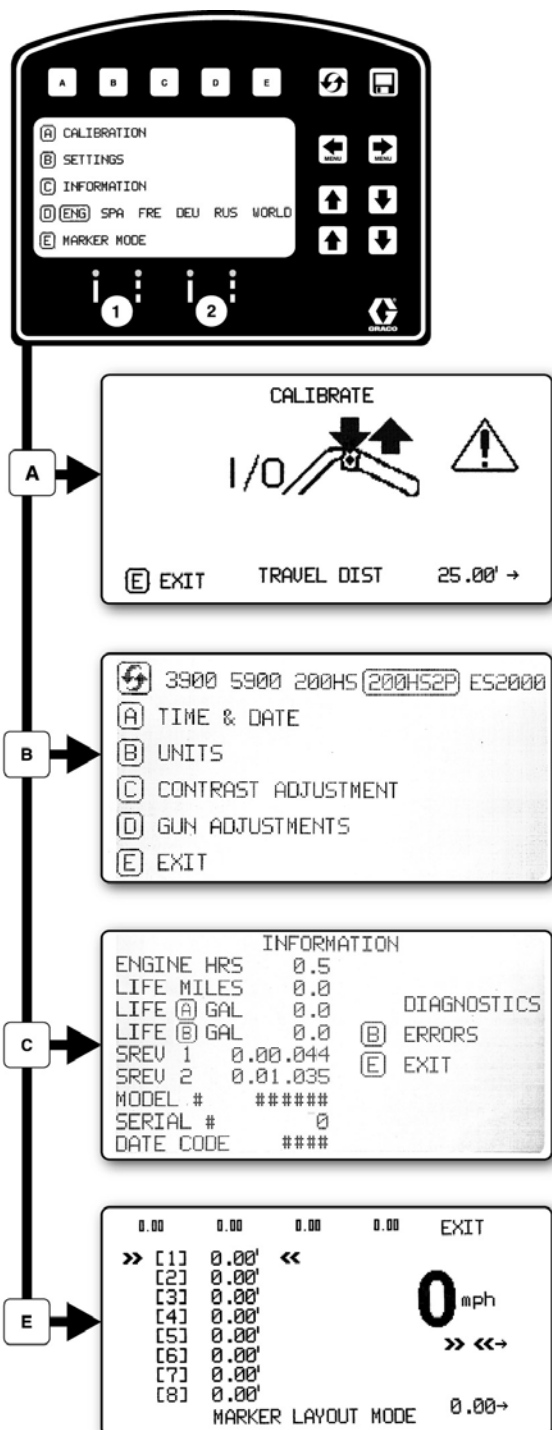 A B C D E
A CALIBRATION
B SETTINGS
C INFORMATION
D ENG SPA FRE DEU RUS WORLD
E MARKER MODE
MENU MENU
1 2
GRACO
A
CALIBRATE
I/O
E EXIT TRAVEL DIST 25.00' →
B
3900 5900 200HS 200HS2P ES2000
A TIME & DATE
B UNITS
C CONTRAST ADJUSTMENT
D GUN ADJUSTMENTS
E EXIT
C
INFORMATION
ENGINE HRS 0.5
LIFE MILES 0.0
LIFE A GAL 0.0 DIAGNOSTICS
LIFE B GAL 0.0 B ERRORS
SREV 1 0.00.044 E EXIT
SREV 2 0.01.035
MODEL # ######
SERIAL # 0
DATE CODE ####
E
0.00 0.00 0.00 0.00 EXIT
>> [1] 0.00' <<
[2] 0.00'
[3] 0.00' 0 mph
[4] 0.00'
[5] 0.00' >> <<→
[6] 0.00'
[7] 0.00'
[8] 0.00' 0.00→
MARKER LAYOUT MODE